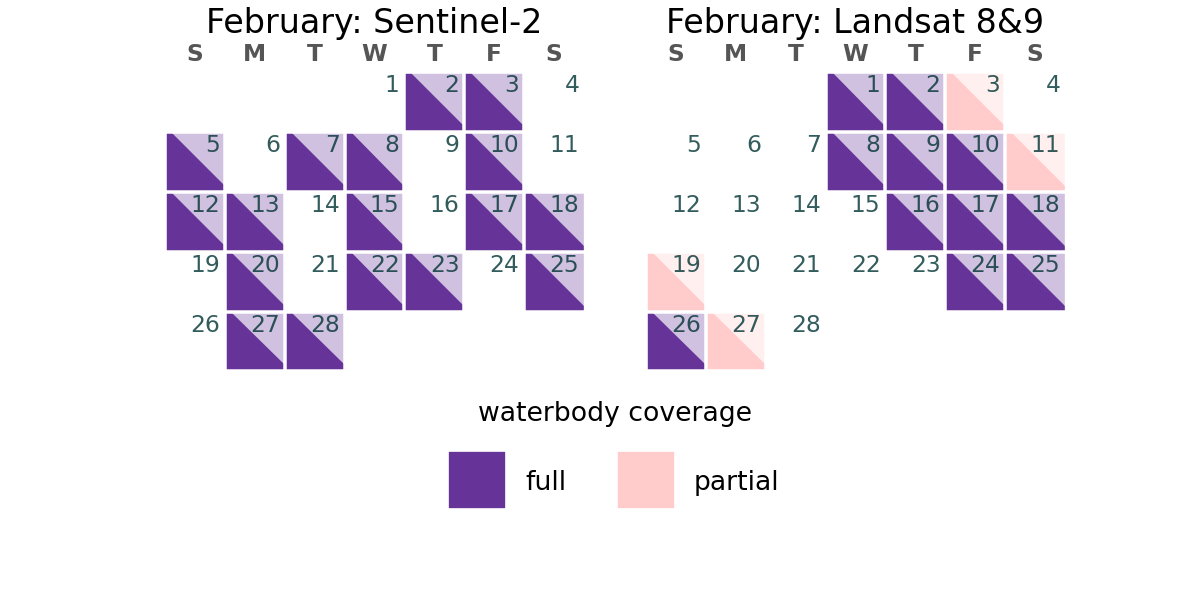 February: Sentinel-2
S M T W T F S
1 2 3 4
5 6 7 8 9 10 11
12 13 14 15 16 17 18
19 20 21 22 23 24 25
26 27 28
February: Landsat 8&9
S M T W T F S
1 2 3 4
5 6 7 8 9 10 11
12 13 14 15 16 17 18
19 20 21 22 23 24 25
26 27 28
waterbody coverage
full partial